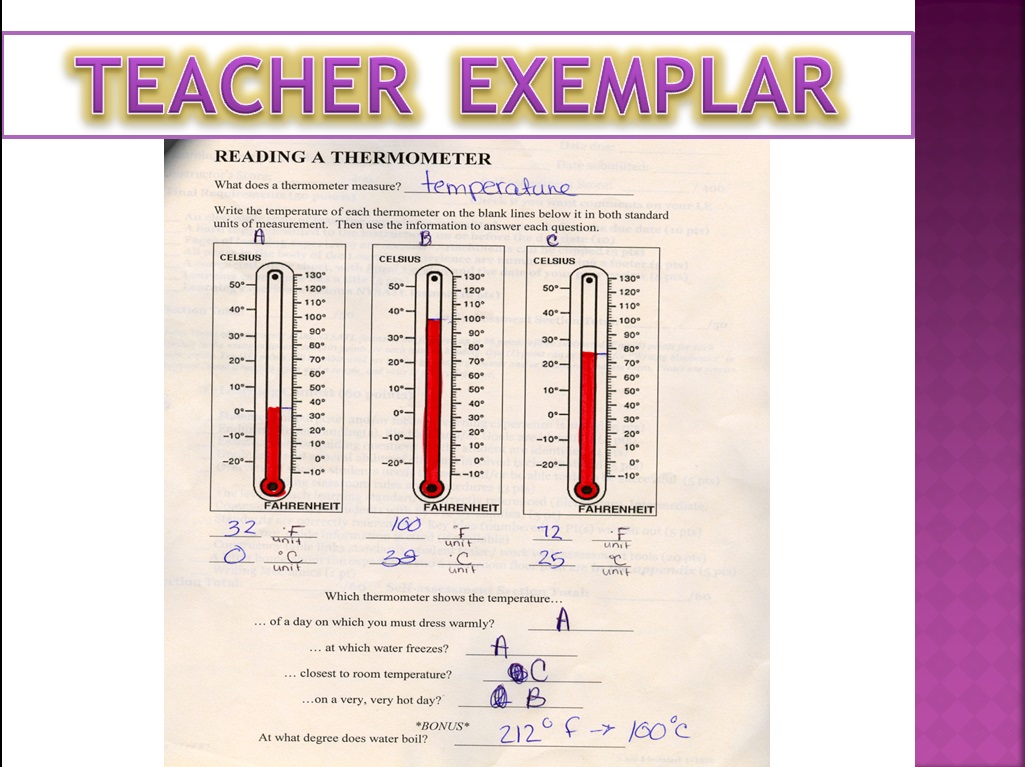 TEACHER EXEMPLAR
READING A THERMOMETER
What does a thermometer measure? temperature
Write the temperature of each thermometer on the blank lines below it in both standard
units of measurement. Then use the information to answer each question.
A B C
CELSIUS CELSIUS CELSIUS
130° 130° 130°
50° 120° 50° 120° 50° 120°
110° 110° 110°
40° 100° 40° 100° 40° 100°
90° 90° 90°
30° 80° 30° 80° 30° 80°
20° 70° 20° 70° 20° 70°
60° 60° 60°
10° 50° 10° 50° 10° 50°
40° 40° 40°
0° 30° 0° 30° 0° 30°
20° 20° 20°
-10° 10° -10° 10° -10° 10°
-20° 0° -20° 0° -20° 0°
-10° -10° -10°
FAHRENHEIT FAHRENHEIT FAHRENHEIT
32 °F 100 °F 72 °F
unit unit unit
0 °C 38 °C 25 °C
unit unit unit
Which thermometer shows the temperature…
… of a day on which you must dress warmly? A
… at which water freezes? A
… closest to room temperature? C
…on a very, very hot day? B
*BONUS*
At what degree does water boil? 212° F → 100°C